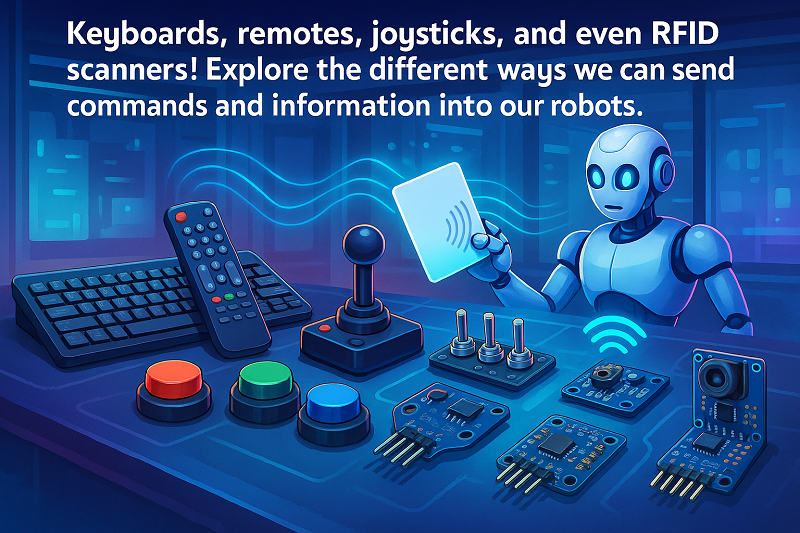 Keyboards, remotes, joysticks, and even RFID
scanners! Explore the different ways we can send
commands and information into our robots.